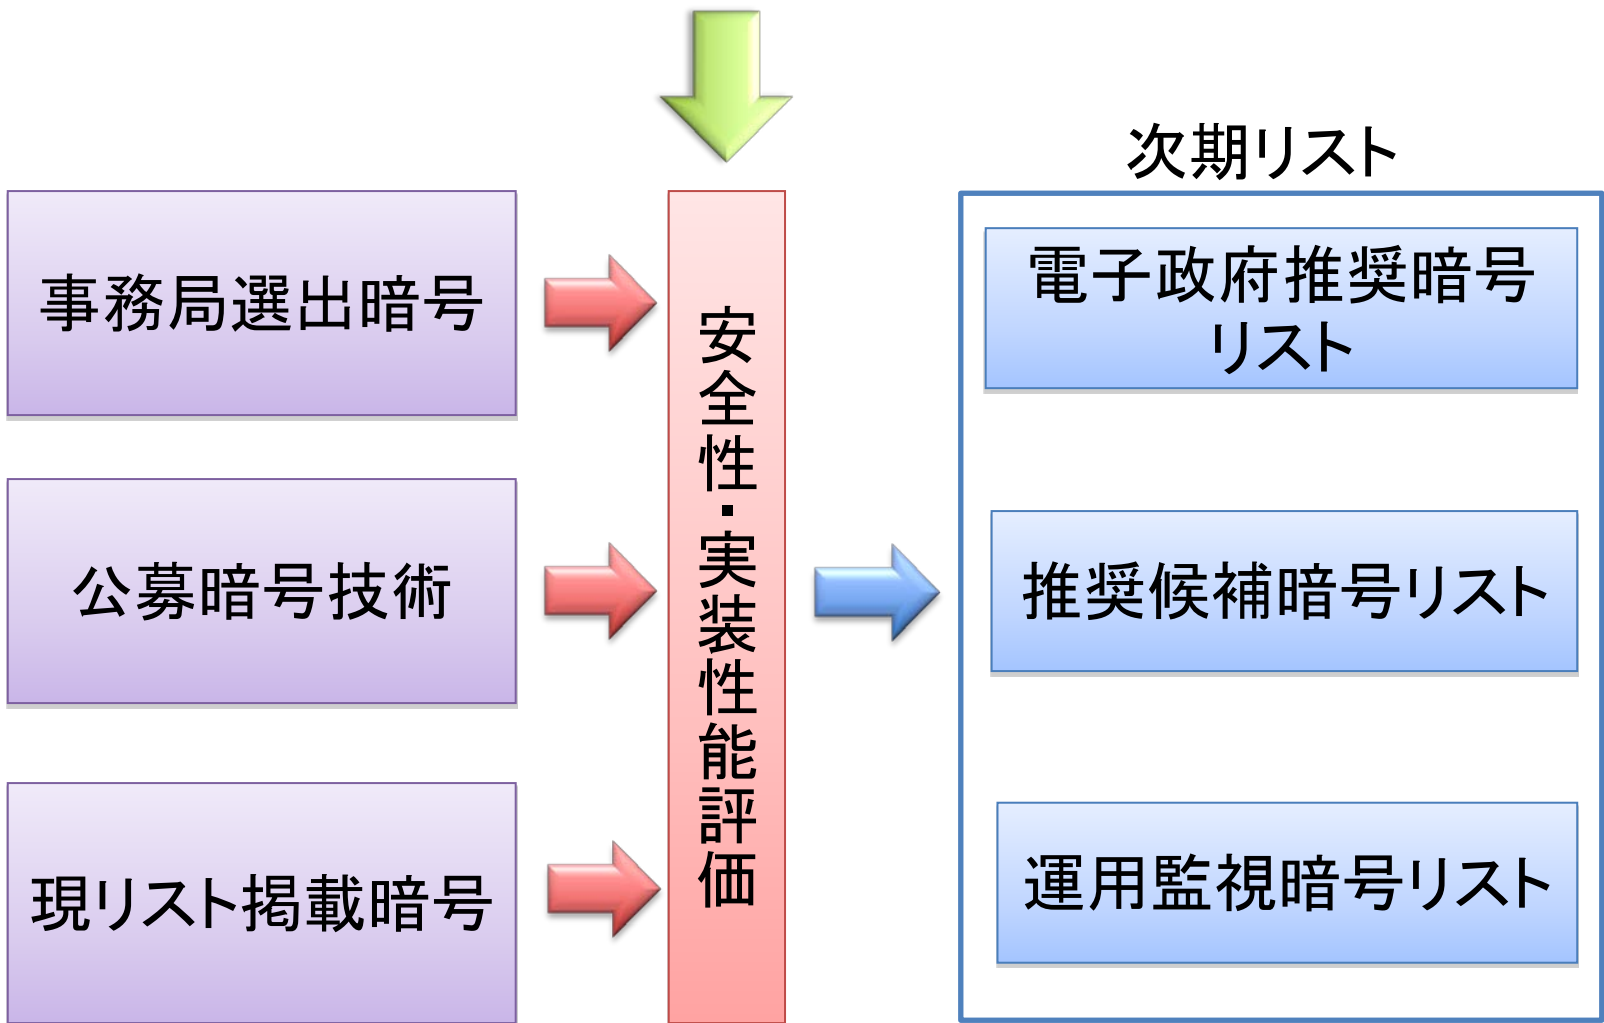 次期リスト
事務局選出暗号
公募暗号技術
現リスト掲載暗号
安全性・実装性能評価
電子政府推奨暗号
リスト
推奨候補暗号リスト
運用監視暗号リスト